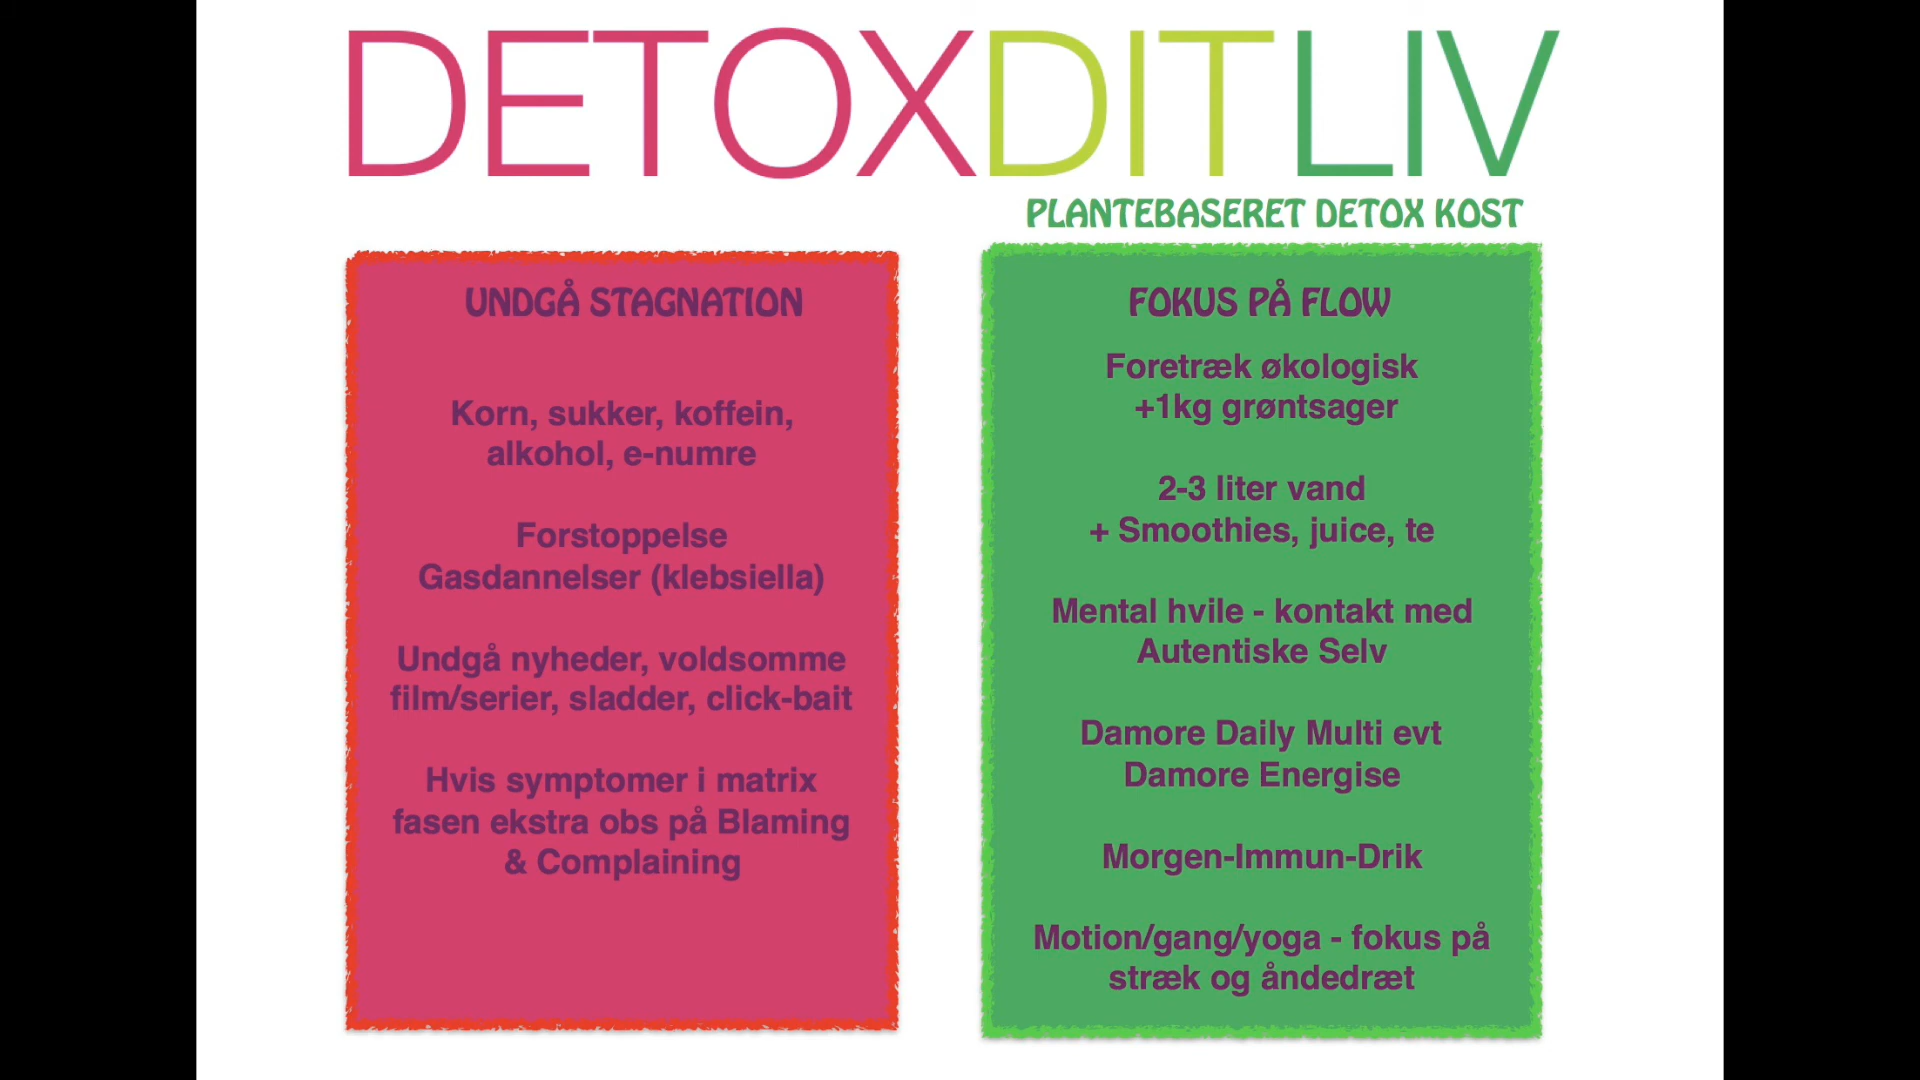 DETOXDITLIV
PLANTEBASERET DETOX KOST
UNDGÅ STAGNATION
Korn, sukker, koffein,
alkohol, e-numre
Forstoppelse
Gasdannelser (klebsiella)
Undgå nyheder, voldsomme
film/serier, sladder, click-bait
Hvis symptomer i matrix
fasen ekstra obs på Blaming
& Complaining
FOKUS PÅ FLOW
Foretræk økologisk
+1kg grøntsager
2-3 liter vand
+ Smoothies, juice, te
Mental hvile - kontakt med
Autentiske Selv
Damore Daily Multi evt
Damore Energise
Morgen-Immun-Drik
Motion/gang/yoga - fokus på
stræk og åndedræt